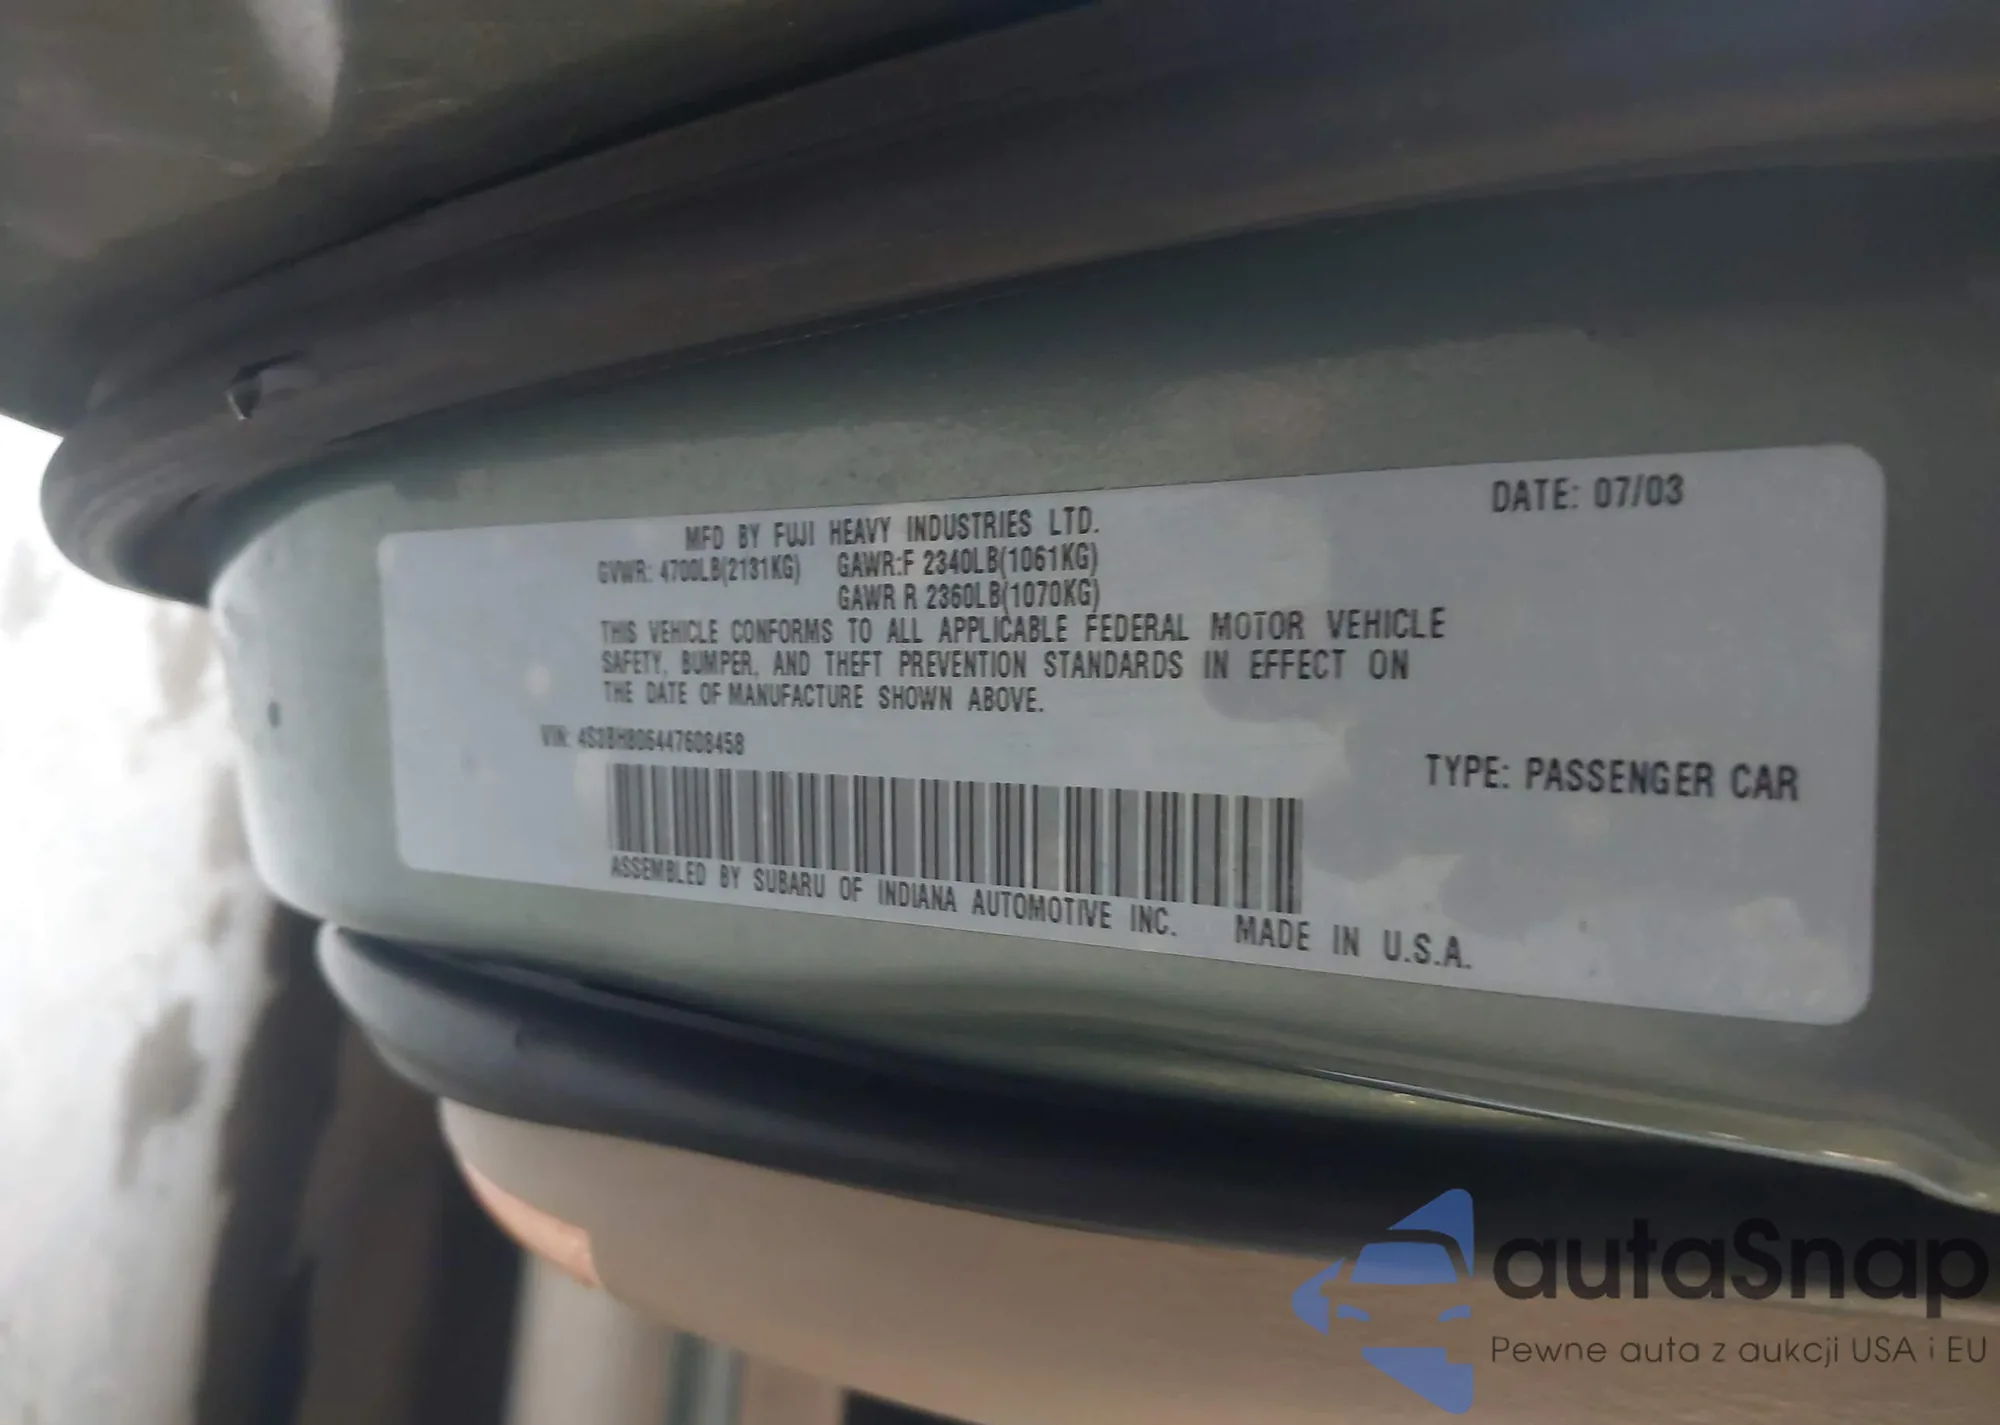 DATE: 07/03
MFD BY FUJI HEAVY INDUSTRIES LTD.
GVWR: 4700LB(2131KG) GAWR:F 2340LB(1061KG)
GAWR R 2360LB(1070KG)
THIS VEHICLE CONFORMS TO ALL APPLICABLE FEDERAL MOTOR VEHICLE
SAFETY, BUMPER, AND THEFT PREVENTION STANDARDS IN EFFECT ON
THE DATE OF MANUFACTURE SHOWN ABOVE.
VIN: 4S3BH806447608458
TYPE: PASSENGER CAR
ASSEMBLED BY SUBARU OF INDIANA AUTOMOTIVE INC. MADE IN U.S.A.
autaSnap
Pewne auta z aukcji USA i EU